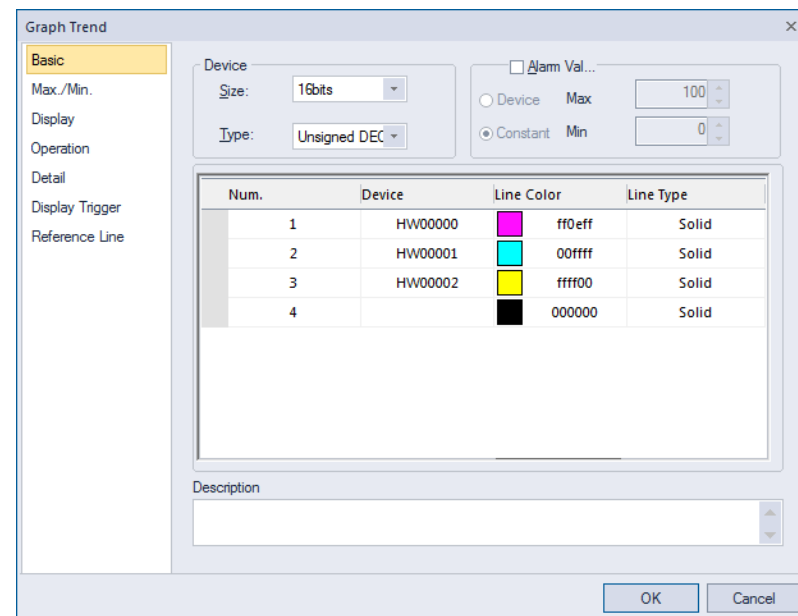 Graph Trend
Basic
Max./Min.
Display
Operation
Detail
Display Trigger
Reference Line
Device
Size: 16bits
Type: Unsigned DEC
Alarm Val...
Device Max 100
Constant Min 0
Num. Device Line Color Line Type
1 HW00000 ff0eff Solid
2 HW00001 00ffff Solid
3 HW00002 ffff00 Solid
4 000000 Solid
Description
OK Cancel